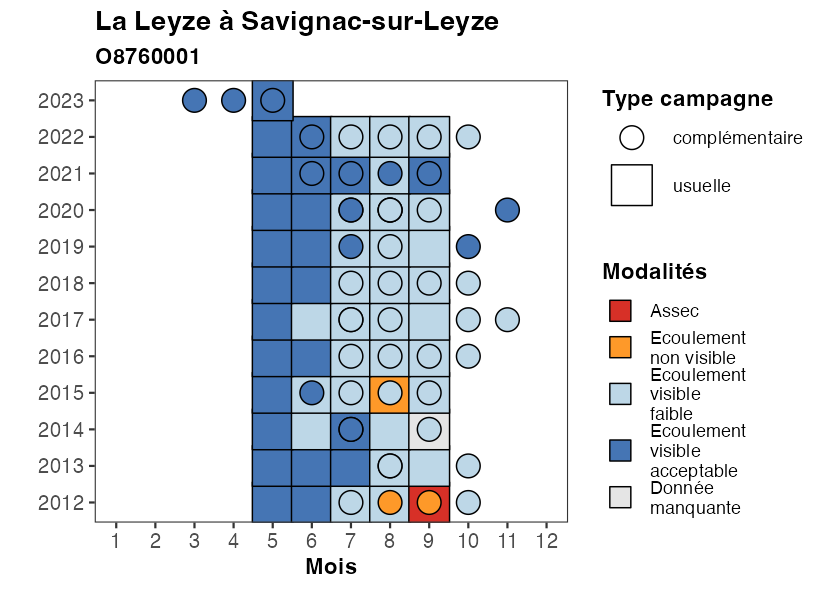 La Leyze à Savignac-sur-Leyze
O8760001
2023
2022
2021
2020
2019
2018
2017
2016
2015
2014
2013
2012
1 2 3 4 5 6 7 8 9 10 11 12
Mois
Type campagne
complémentaire
usuelle
Modalités
Assec
Ecoulement
non visible
Ecoulement
visible
faible
Ecoulement
visible
acceptable
Donnée
manquante